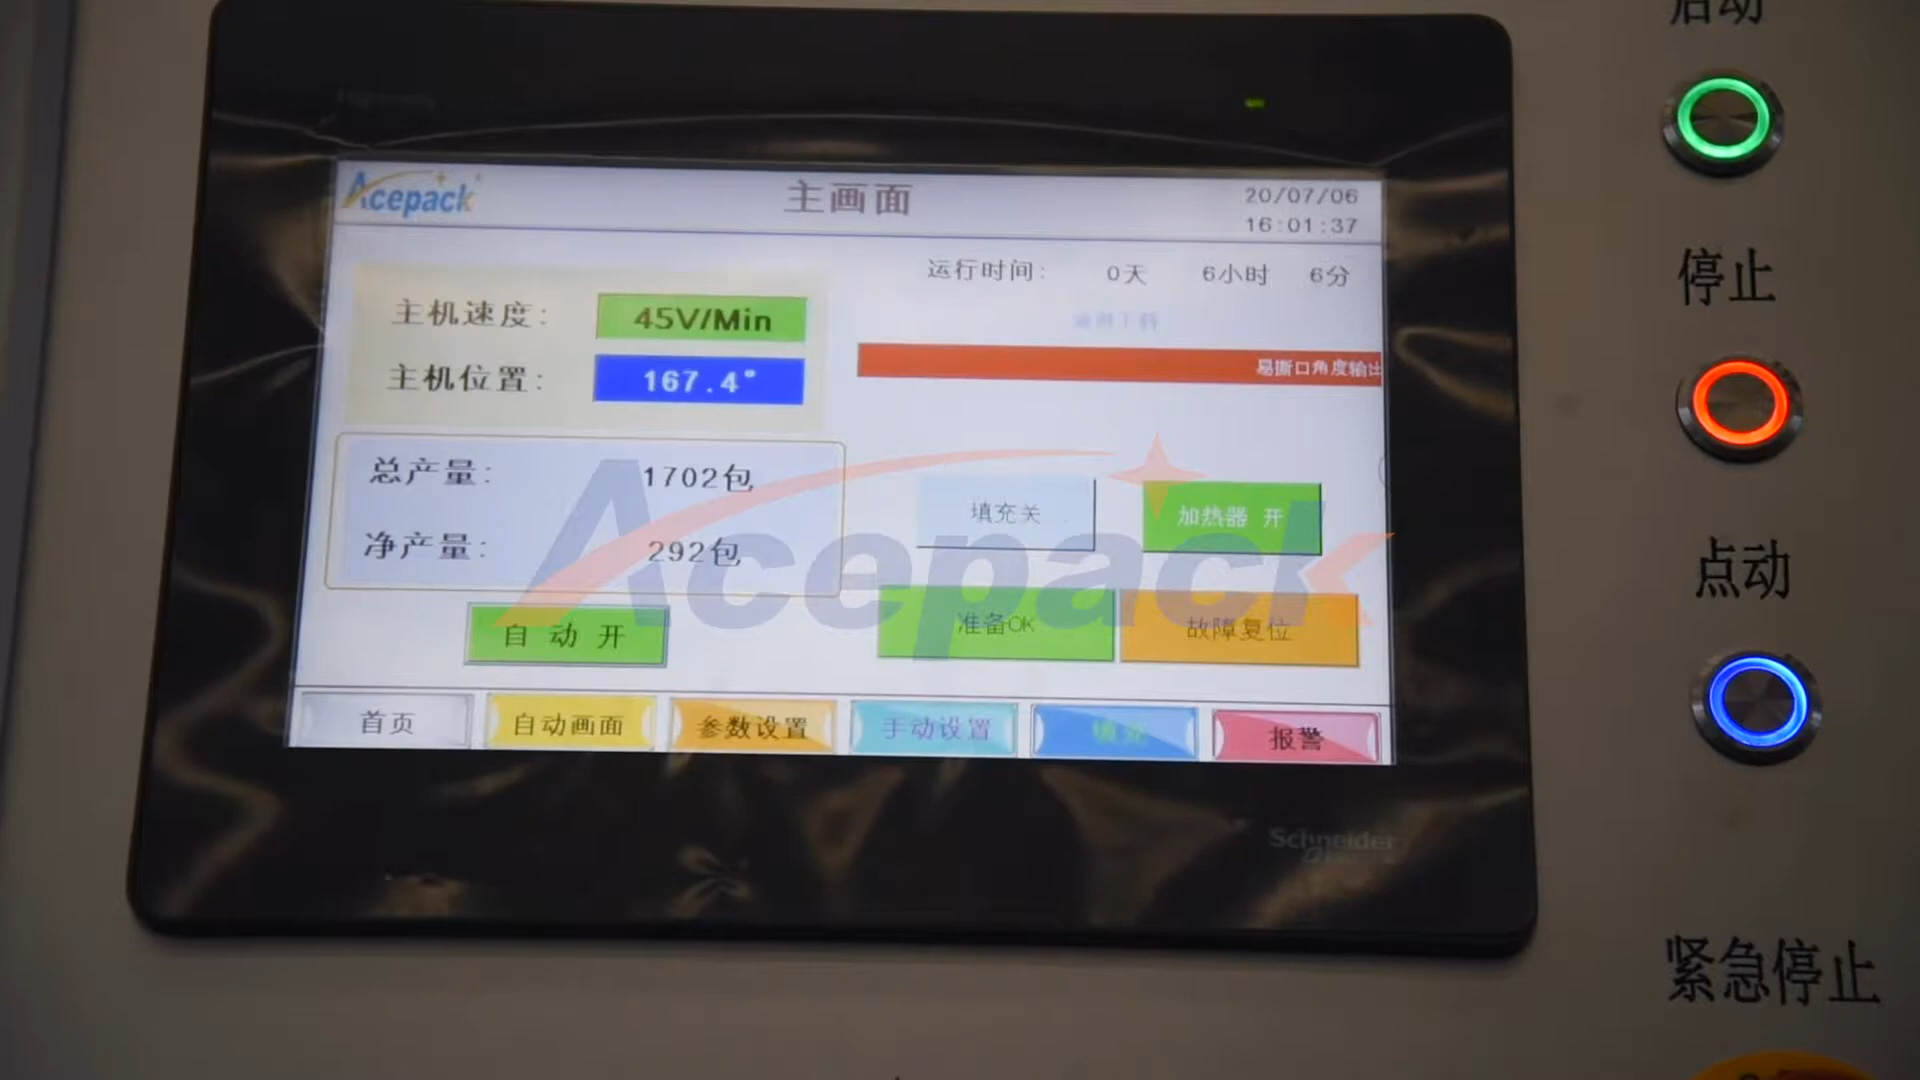 启动
Acepack
主画面
20/07/06
16:01:37
运行时间: 0天 6小时 6分
主机速度: 45V/Min
主机位置: 167.4°
易撕口角度输出
总产量: 1702包
净产量: 292包
填充关
加热器 开
Acepack
自动开
准备OK
故障复位
首页
自动画面
参数设置
手动设置
填充
报警
Schneider
停止
点动
紧急停止